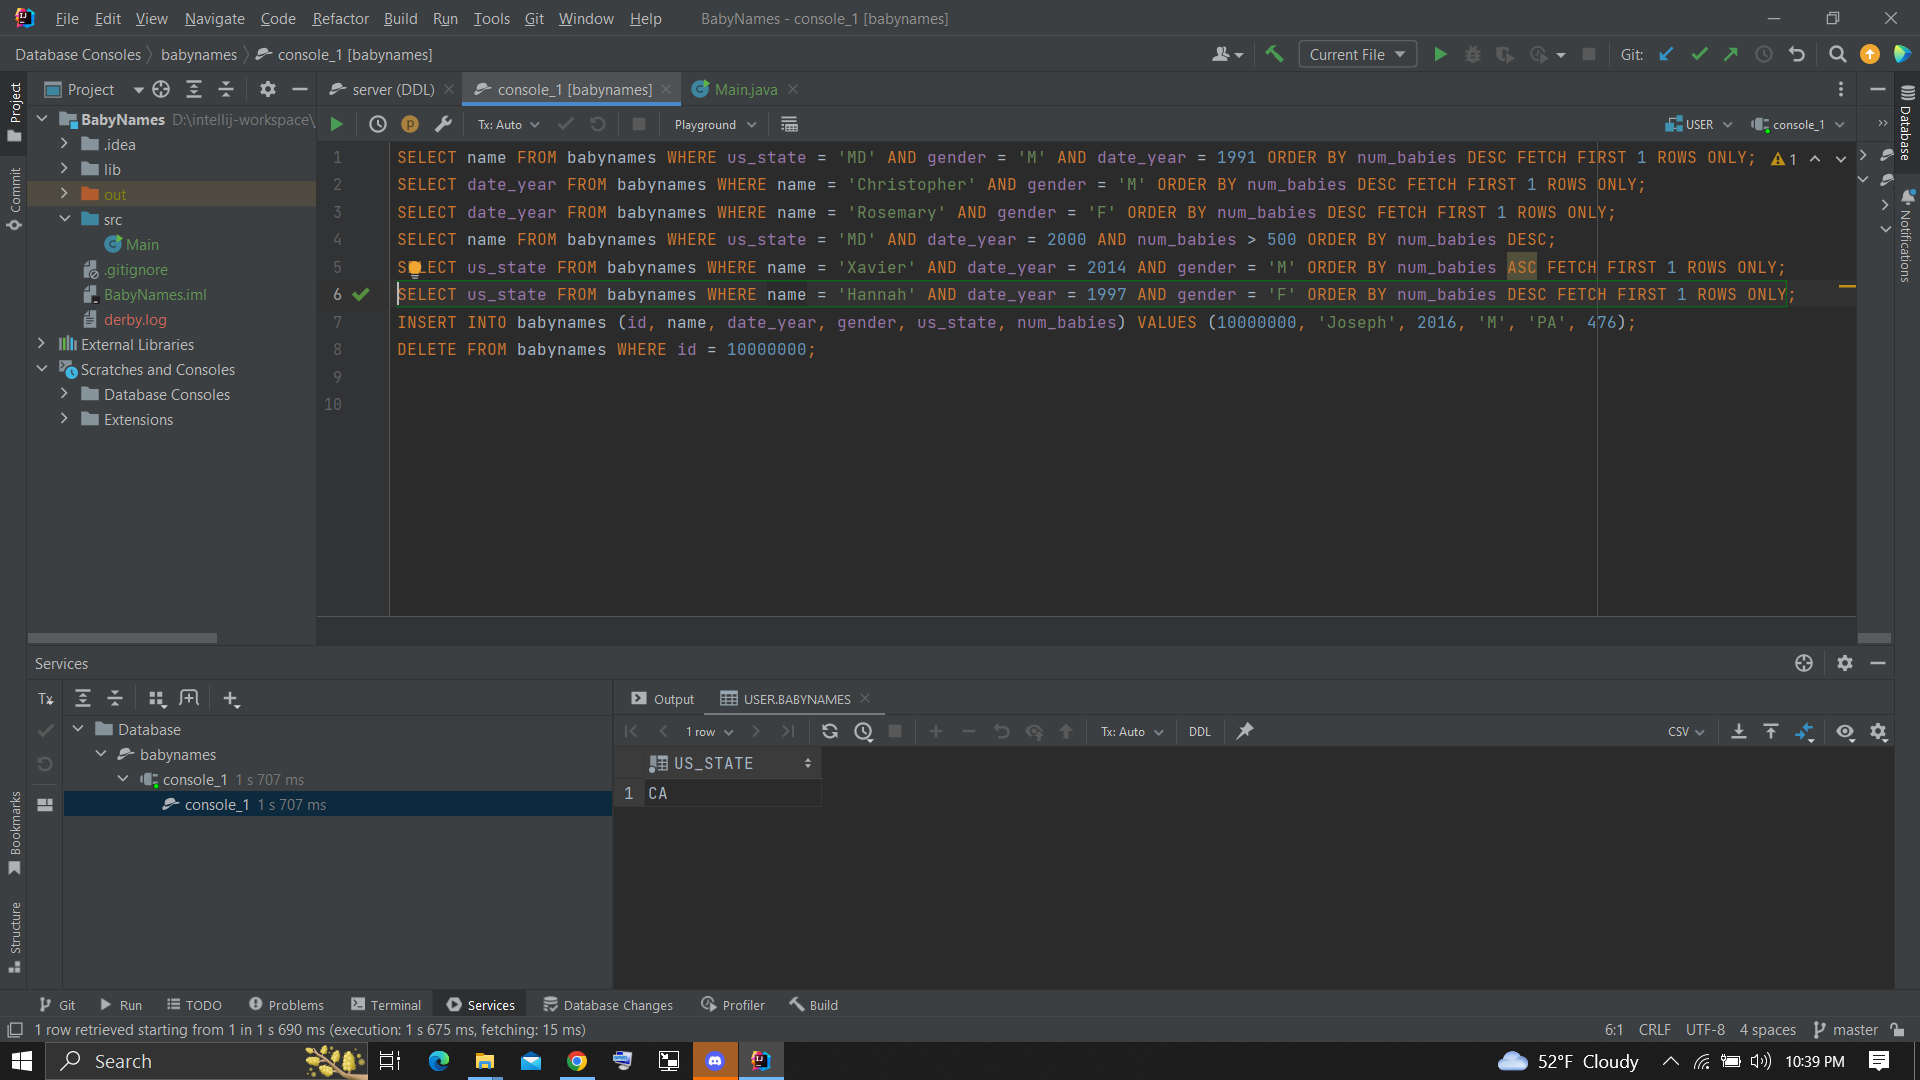 File Edit View Navigate Code Refactor Build Run Tools Git Window Help BabyNames - console_1 [babynames]
Database Consoles babynames console_1 [babynames] Current File Git:
Project server (DDL) console_1 [babynames] Main.java
Tx: Auto Playground USER console_1
Project
Commit
BabyNames D:\intellij-workspace\
.idea
lib
out
src
Main
.gitignore
BabyNames.iml
derby.log
External Libraries
Scratches and Consoles
Database Consoles
Extensions
1 SELECT name FROM babynames WHERE us_state = 'MD' AND gender = 'M' AND date_year = 1991 ORDER BY num_babies DESC FETCH FIRST 1 ROWS ONLY; 1
2 SELECT date_year FROM babynames WHERE name = 'Christopher' AND gender = 'M' ORDER BY num_babies DESC FETCH FIRST 1 ROWS ONLY;
3 SELECT date_year FROM babynames WHERE name = 'Rosemary' AND gender = 'F' ORDER BY num_babies DESC FETCH FIRST 1 ROWS ONLY;
4 SELECT name FROM babynames WHERE us_state = 'MD' AND date_year = 2000 AND num_babies > 500 ORDER BY num_babies DESC;
5 SELECT us_state FROM babynames WHERE name = 'Xavier' AND date_year = 2014 AND gender = 'M' ORDER BY num_babies ASC FETCH FIRST 1 ROWS ONLY;
6 SELECT us_state FROM babynames WHERE name = 'Hannah' AND date_year = 1997 AND gender = 'F' ORDER BY num_babies DESC FETCH FIRST 1 ROWS ONLY;
7 INSERT INTO babynames (id, name, date_year, gender, us_state, num_babies) VALUES (10000000, 'Joseph', 2016, 'M', 'PA', 476);
8 DELETE FROM babynames WHERE id = 10000000;
9
10
Database
Notifications
Services
Tx
Database
babynames
console_1 1 s 707 ms
console_1 1 s 707 ms
Output USER.BABYNAMES
1 row Tx: Auto DDL CSV
US_STATE
1 CA
Bookmarks
Structure
Git Run TODO Problems Terminal Services Database Changes Profiler Build
1 row retrieved starting from 1 in 1 s 690 ms (execution: 1 s 675 ms, fetching: 15 ms) 6:1 CRLF UTF-8 4 spaces master
Search 52°F Cloudy 10:39 PM